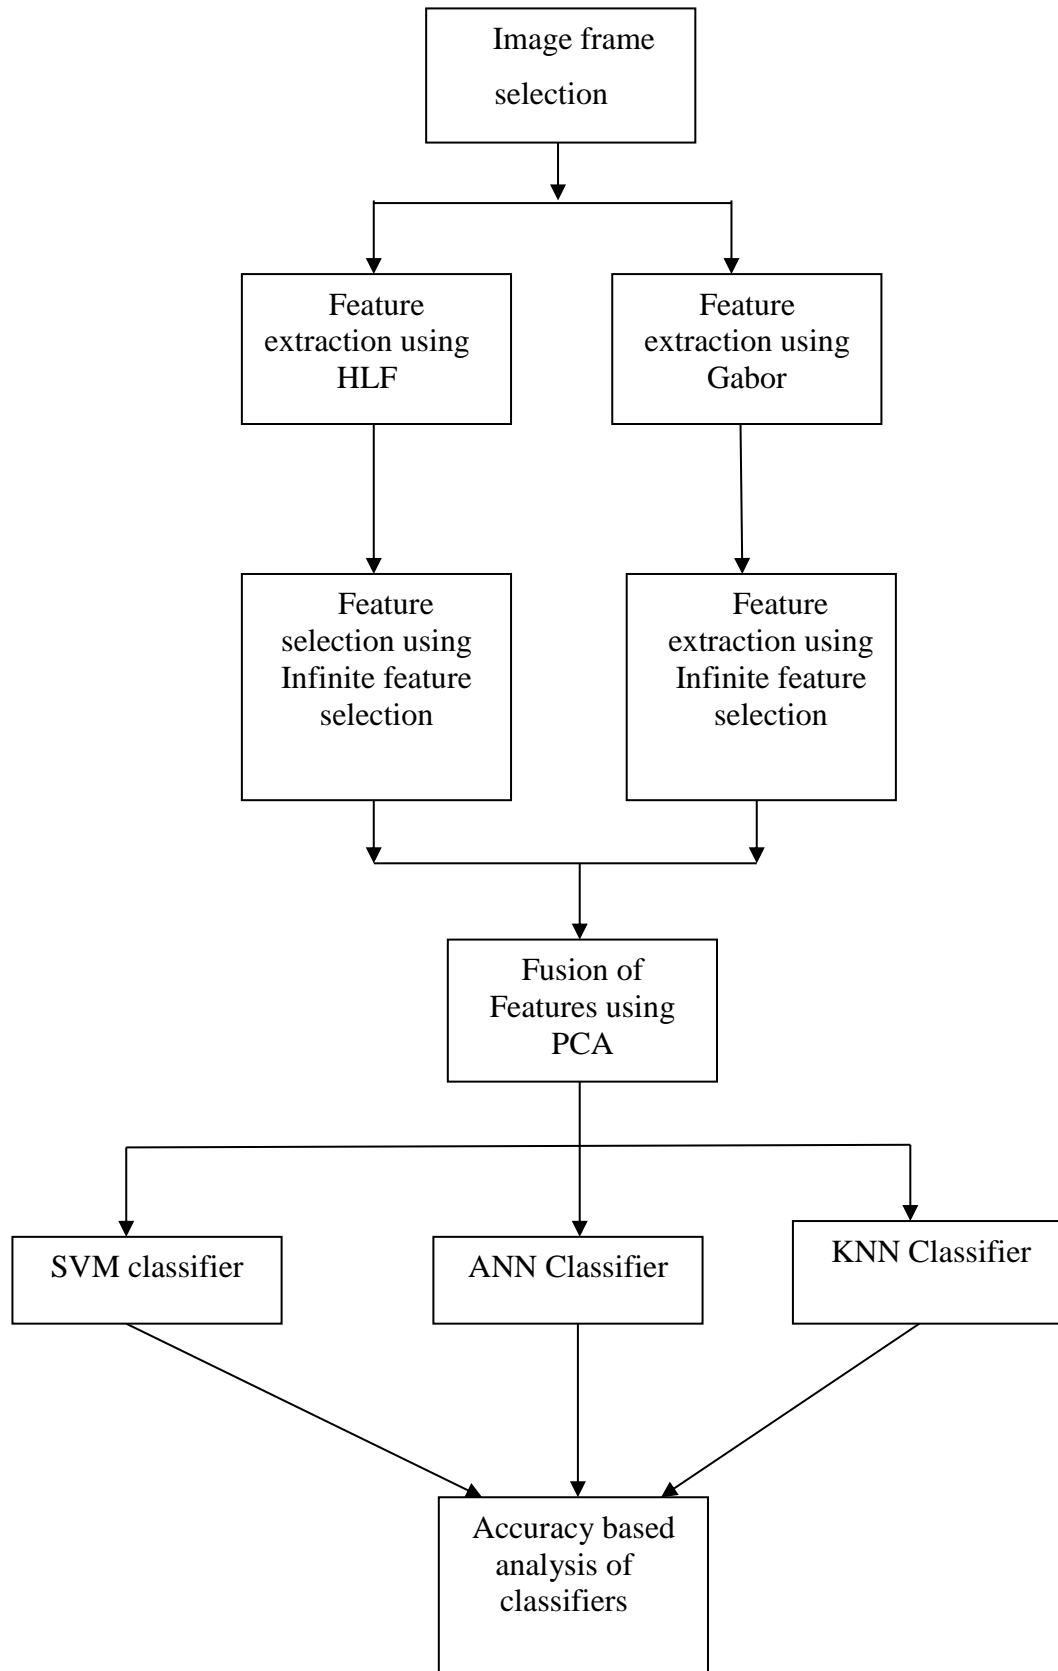 Image frame
selection
Feature
extraction using
HLF
Feature
extraction using
Gabor
Feature
selection using
Infinite feature
selection
Feature
extraction using
Infinite feature
selection
Fusion of
Features using
PCA
SVM classifier
ANN Classifier
KNN Classifier
Accuracy based
analysis of
classifiers